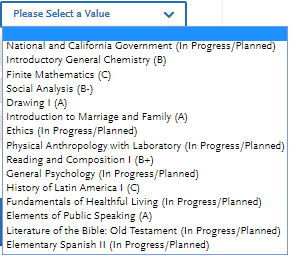 Please Select a Value
National and California Government (In Progress/Planned)
Introductory General Chemistry (B)
Finite Mathematics (C)
Social Analysis (B-)
Drawing I (A)
Introduction to Marriage and Family (A)
Ethics (In Progress/Planned)
Physical Anthropology with Laboratory (In Progress/Planned)
Reading and Composition I (B+)
General Psychology (In Progress/Planned)
History of Latin America I (C)
Fundamentals of Healthful Living (In Progress/Planned)
Elements of Public Speaking (A)
Literature of the Bible: Old Testament (In Progress/Planned)
Elementary Spanish II (In Progress/Planned)